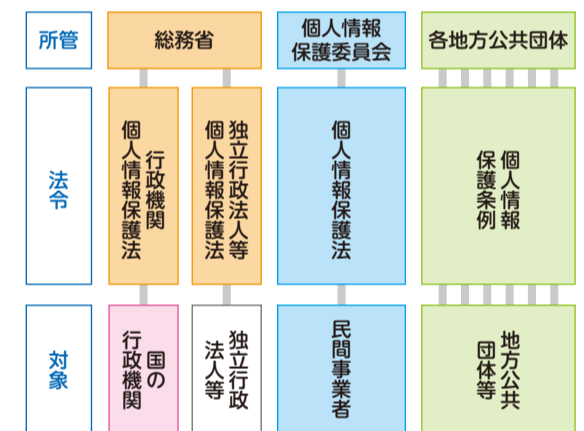 所管
総務省
個人情報
保護委員会
各地方公共団体
法令
行政機関
個人情報保護法
独立行政法人等
個人情報保護法
個人情報保護法
個人情報
保護条例
対象
国の
行政機関
独立行政
法人等
民間事業者
地方公共
団体等